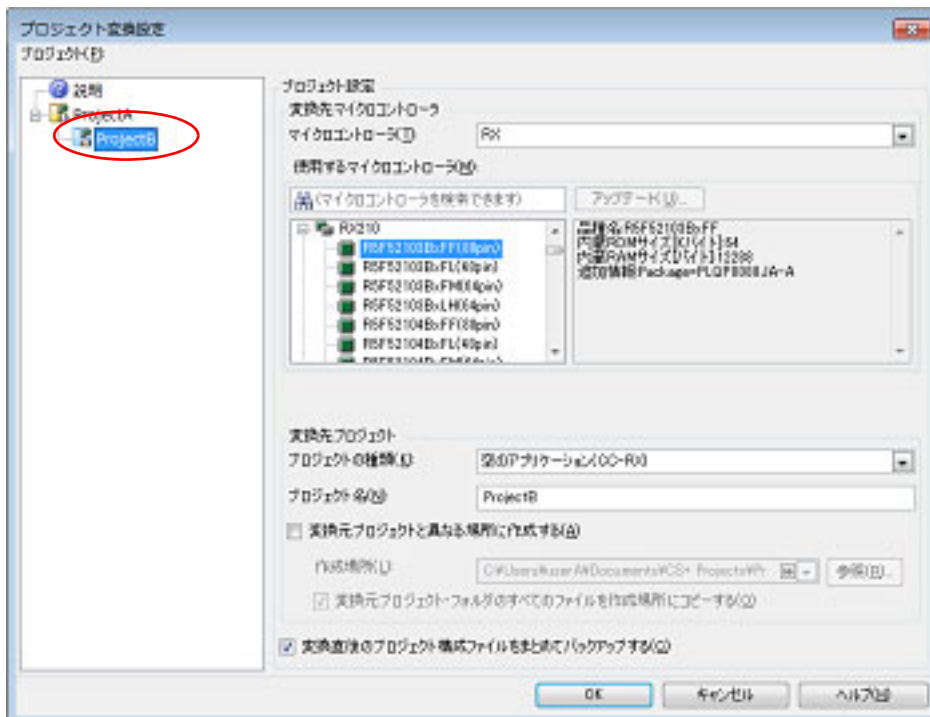 プロジェクト変換設定
プロジェクト(P)
説明
ProjectA
ProjectB
プロジェクト設定
変換先マイクロコントローラ
マイクロコントローラ(T)
RX
使用するマイクロコントローラ(M)
(マイクロコントローラを検索できます)
アップデート(U)...
RX210
R5F52103BxFF(80pin)
R5F52103BxFL(48pin)
R5F52103BxFM(64pin)
R5F52103BxLH(64pin)
R5F52104BxFF(80pin)
R5F52104BxFL(48pin)
R5F52104BxFM(64pin)
品種名:R5F52103BxFF
内蔵ROMサイズ[Kバイト]:64
内蔵RAMサイズ[バイト]:12288
追加情報:Package=PLQP0080JA-A
変換先プロジェクト
プロジェクトの種類(K):
空のアプリケーション(CC-RX)
プロジェクト名(N):
ProjectB
変換元プロジェクトと異なる場所に作成する(A)
作成場所(L):
C:¥Users¥userA¥Documents¥CS+ Projects¥Pr
参照(R)...
変換元プロジェクト・フォルダのすべてのファイルを作成場所にコピーする(O)
変換直後のプロジェクト構成ファイルをまとめてバックアップする(C)
OK
キャンセル
ヘルプ(H)